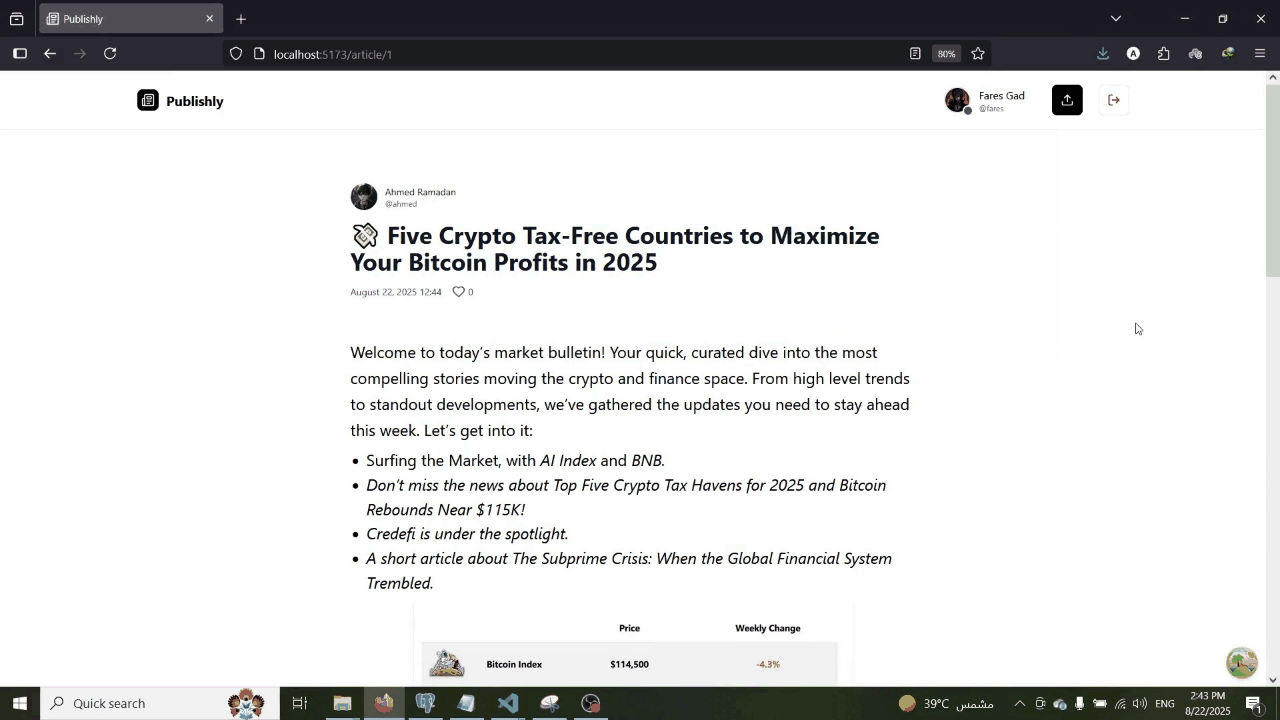 Publishly
localhost:5173/article/1
80%
A
Publishly
Fares Gad
@fares
Ahmed Ramadan
@ahmed
Five Crypto Tax-Free Countries to Maximize
Your Bitcoin Profits in 2025
August 22, 2025 12:44
0
Welcome to today’s market bulletin! Your quick, curated dive into the most
compelling stories moving the crypto and finance space. From high level trends
to standout developments, we’ve gathered the updates you need to stay ahead
this week. Let’s get into it:
• Surfing the Market, with AI Index and BNB.
• Don’t miss the news about Top Five Crypto Tax Havens for 2025 and Bitcoin
Rebounds Near $115K!
• Credefi is under the spotlight.
• A short article about The Subprime Crisis: When the Global Financial System
Trembled.
Price Weekly Change
Bitcoin Index $114,500 -4.3%
Quick search
39°C مشمس
ENG
2:43 PM
8/22/2025